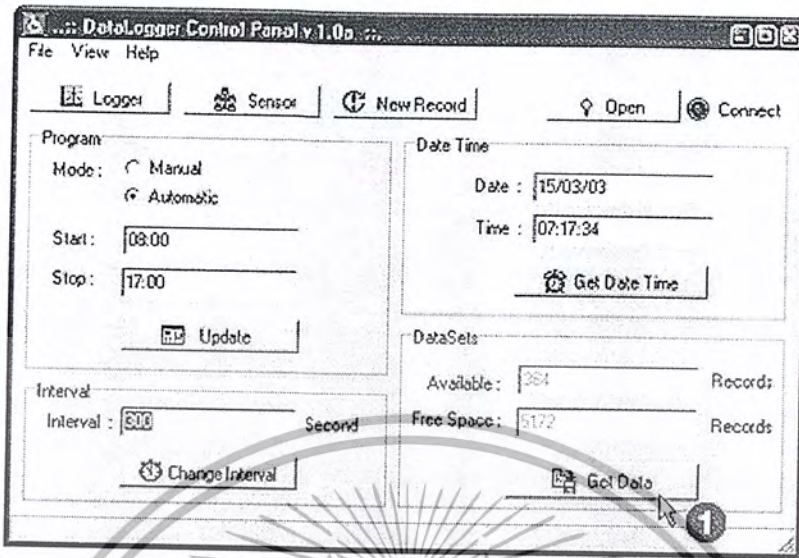 ..:: DataLogger Control Panel v 1.0a ::..
File View Help
Logger Sensor New Record Open Connect
Program
Mode : Manual
Automatic
Start : 08:00
Stop : 17:00
Update
Interval
Interval : 300 Second
Change Interval
Date Time
Date : 15/03/03
Time : 07:17:34
Get Date Time
DataSets
Available : 364 Records
Free Space : 5172 Records
Get Data
1